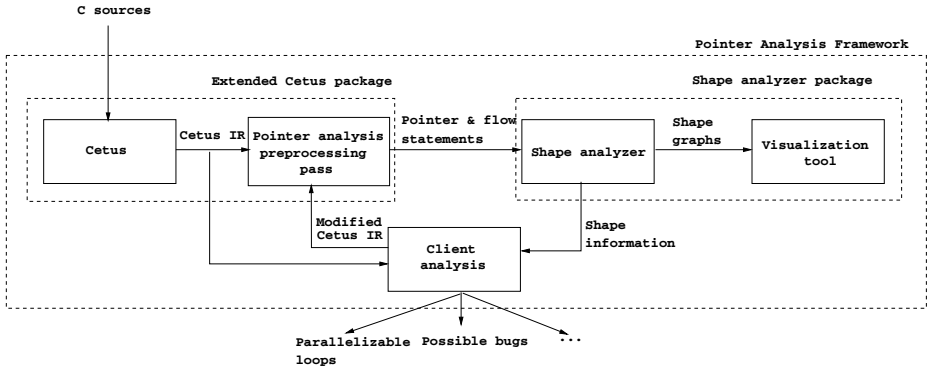 C sources
Pointer Analysis Framework
Extended Cetus package
Shape analyzer package
Cetus
Cetus IR
Pointer analysis
preprocessing
pass
Pointer & flow
statements
Shape analyzer
Shape
graphs
Visualization
tool
Modified
Cetus IR
Client
analysis
Shape
information
Parallelizable
loops
Possible bugs
...